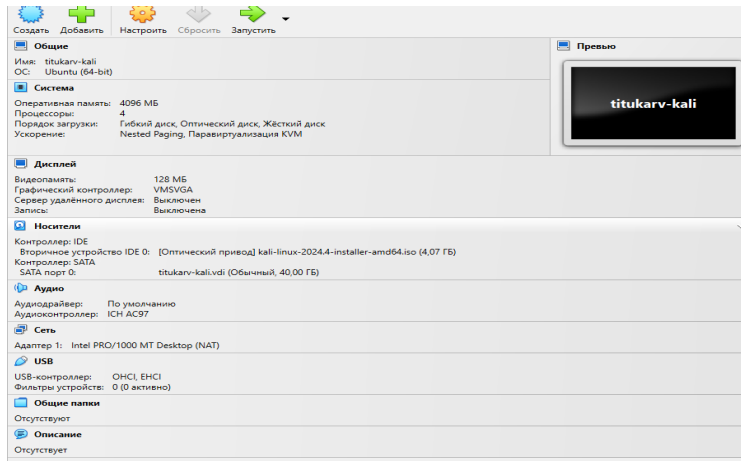 Создать Добавить Настроить Сбросить Запустить
Общие
Имя: titukarv-kali
ОС: Ubuntu (64-bit)
Превью
titukarv-kali
Система
Оперативная память: 4096 МБ
Процессоры: 4
Порядок загрузки: Гибкий диск, Оптический диск, Жёсткий диск
Ускорение: Nested Paging, Паравиртуализация KVM
Дисплей
Видеопамять: 128 МБ
Графический контроллер: VMSVGA
Сервер удалённого дисплея: Выключен
Запись: Выключена
Носители
Контроллер: IDE
Вторичное устройство IDE 0: [Оптический привод] kali-linux-2024.4-installer-amd64.iso (4,07 ГБ)
Контроллер: SATA
SATA порт 0: titukarv-kali.vdi (Обычный, 40,00 ГБ)
Аудио
Аудиодрайвер: По умолчанию
Аудиоконтроллер: ICH AC97
Сеть
Адаптер 1: Intel PRO/1000 MT Desktop (NAT)
USB
USB-контроллер: OHCI, EHCI
Фильтры устройств: 0 (0 активно)
Общие папки
Отсутствуют
Описание
Отсутствует